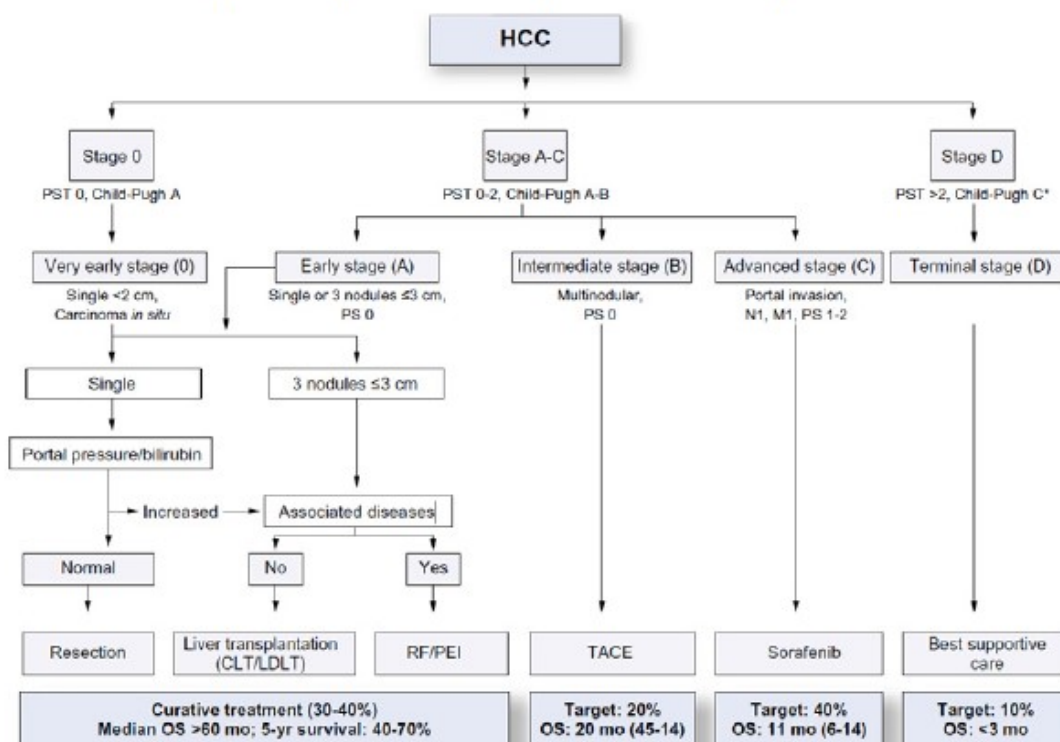 HCC
Stage 0
PST 0, Child-Pugh A
Stage A-C
PST 0-2, Child-Pugh A-B
Stage D
PST >2, Child-Pugh C*
Very early stage (0)
Single <2 cm,
Carcinoma in situ
Early stage (A)
Single or 3 nodules ≤3 cm,
PS 0
Intermediate stage (B)
Multinodular,
PS 0
Advanced stage (C)
Portal invasion,
N1, M1, PS 1-2
Terminal stage (D)
Single
3 nodules ≤3 cm
Portal pressure/bilirubin
Increased
Associated diseases
Normal
No
Yes
Resection
Liver transplantation
(CLT/LDLT)
RF/PEI
TACE
Sorafenib
Best supportive
care
Curative treatment (30-40%)
Median OS >60 mo; 5-yr survival: 40-70%
Target: 20%
OS: 20 mo (45-14)
Target: 40%
OS: 11 mo (6-14)
Target: 10%
OS: <3 mo